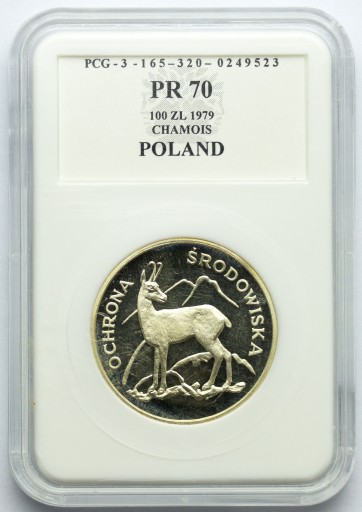 PCG - 3 - 165 - 320 - 0249523
PR 70
100 ZL 1979
CHAMOIS
POLAND
OCHRONA ŚRODOWISKA